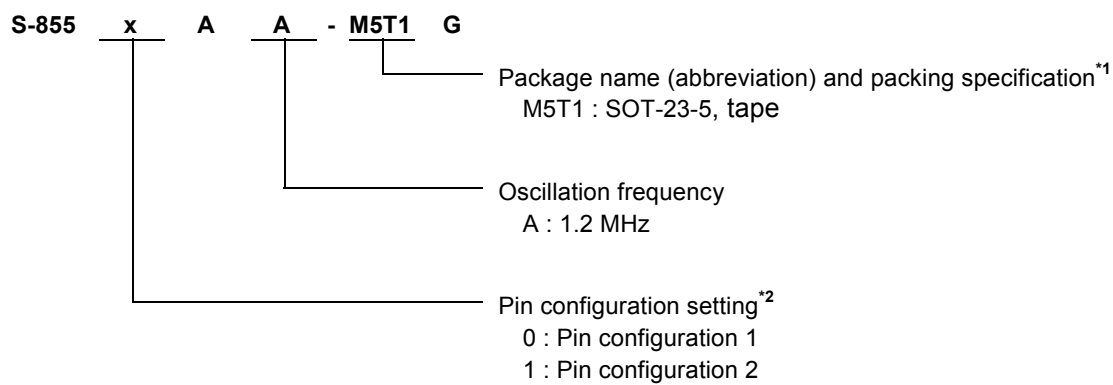 S-855 x A A - M5T1 G
Package name (abbreviation) and packing specification*1
M5T1 : SOT-23-5, tape
Oscillation frequency
A : 1.2 MHz
Pin configuration setting*2
0 : Pin configuration 1
1 : Pin configuration 2